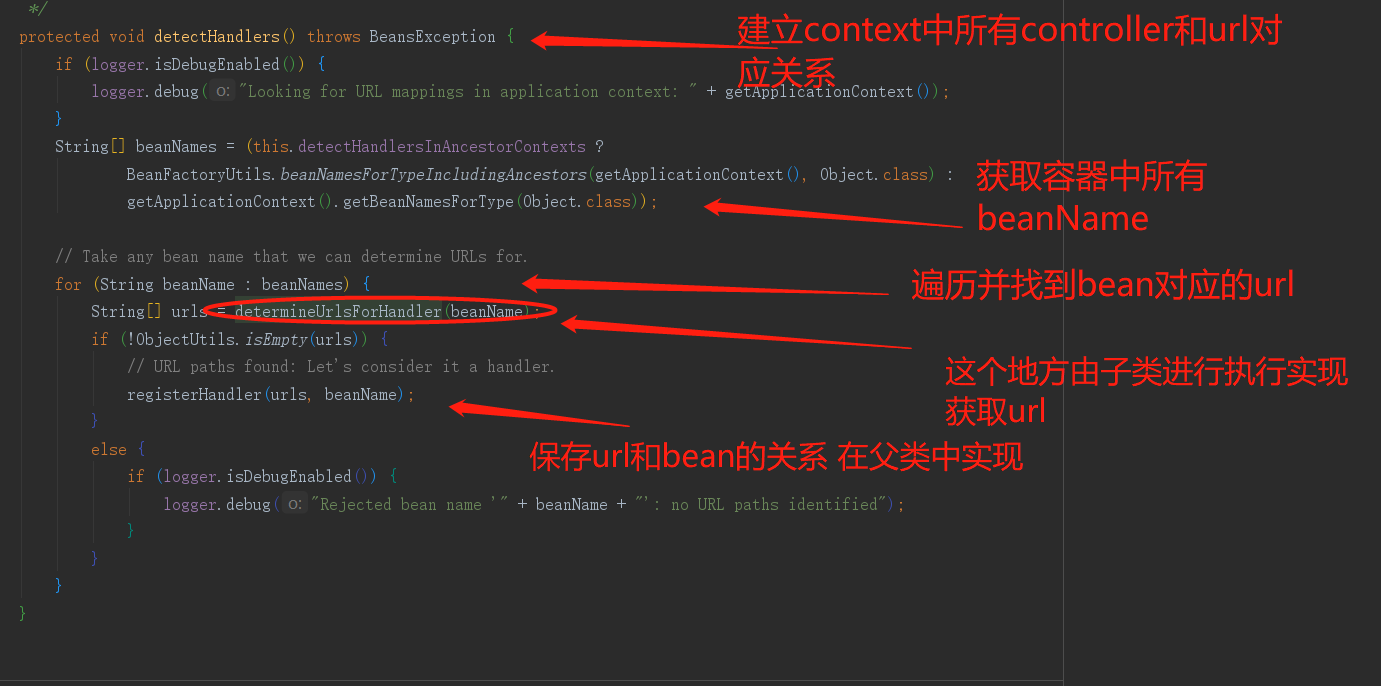 */
protected void detectHandlers() throws BeansException {
建立context中所有controller和url对
应关系
if (logger.isDebugEnabled()) {
logger.debug( o: "Looking for URL mappings in application context: " + getApplicationContext());
}
String[] beanNames = (this.detectHandlersInAncestorContexts ?
BeanFactoryUtils.beanNamesForTypeIncludingAncestors(getApplicationContext(), Object.class) :
getApplicationContext().getBeanNamesForType(Object.class));
获取容器中所有
beanName
// Take any bean name that we can determine URLs for.
for (String beanName : beanNames) {
遍历并找到bean对应的url
String[] urls = determineUrlsForHandler(beanName);
if (!ObjectUtils.isEmpty(urls)) {
// URL paths found: Let's consider it a handler.
这个地方由子类进行执行实现
获取url
registerHandler(urls, beanName);
}
保存url和bean的关系 在父类中实现
else {
if (logger.isDebugEnabled()) {
logger.debug( o: "Rejected bean name '" + beanName + "': no URL paths identified");
}
}
}
}